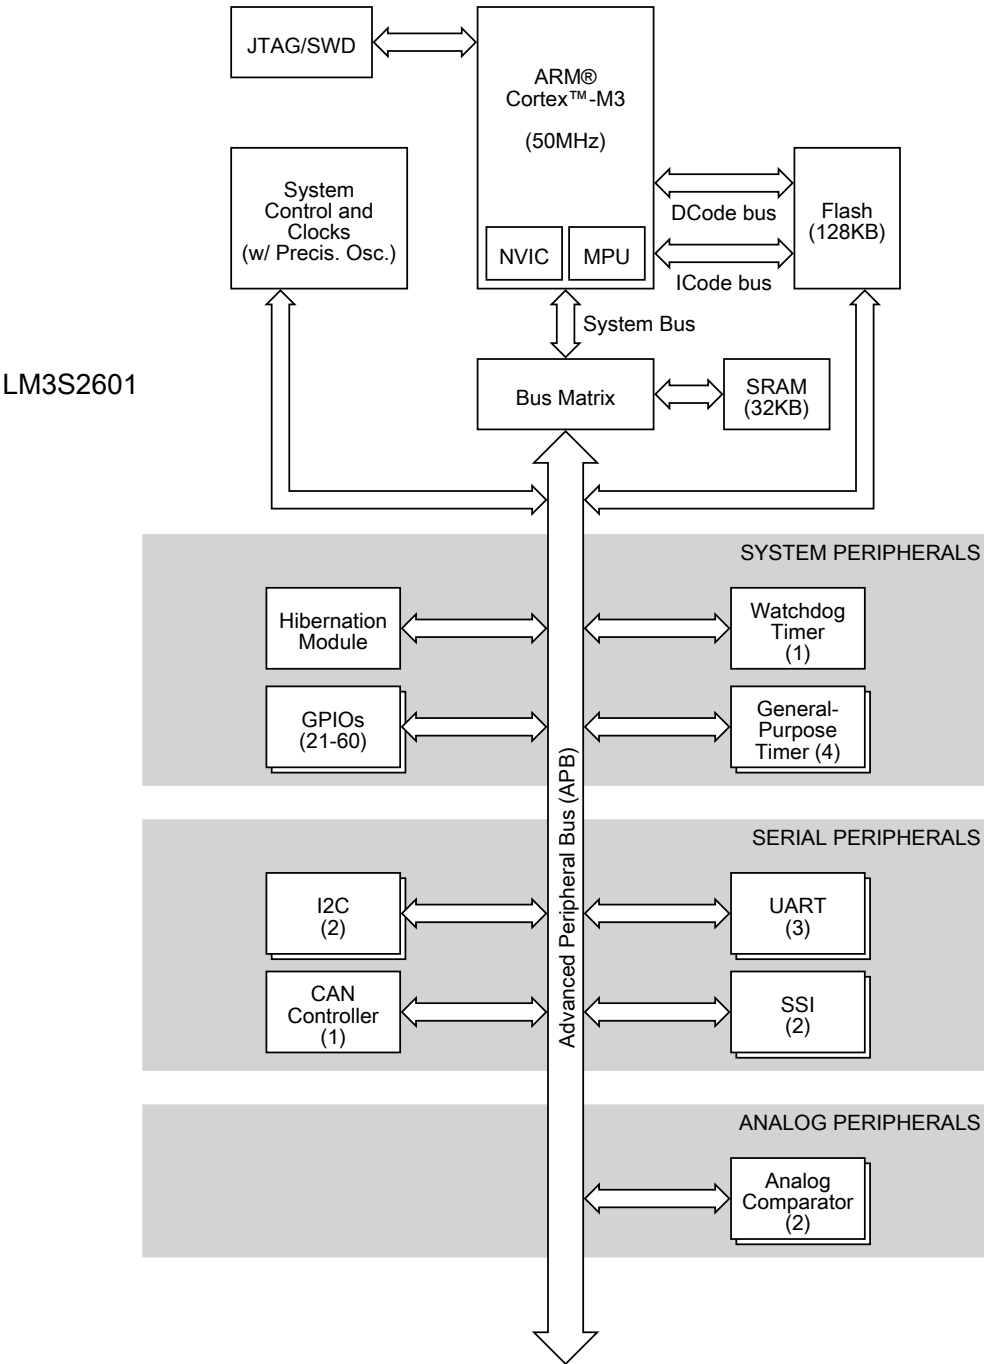 JTAG/SWD
ARM®
Cortex™-M3
(50MHz)
System
Control and
Clocks
(w/ Precis. Osc.)
DCode bus
Flash
(128KB)
NVIC
MPU
ICode bus
System Bus
LM3S2601
Bus Matrix
SRAM
(32KB)
SYSTEM PERIPHERALS
Hibernation
Module
Watchdog
Timer
(1)
GPIOs
(21-60)
General-
Purpose
Timer (4)
Advanced Peripheral Bus (APB)
SERIAL PERIPHERALS
I2C
(2)
UART
(3)
CAN
Controller
(1)
SSI
(2)
ANALOG PERIPHERALS
Analog
Comparator
(2)